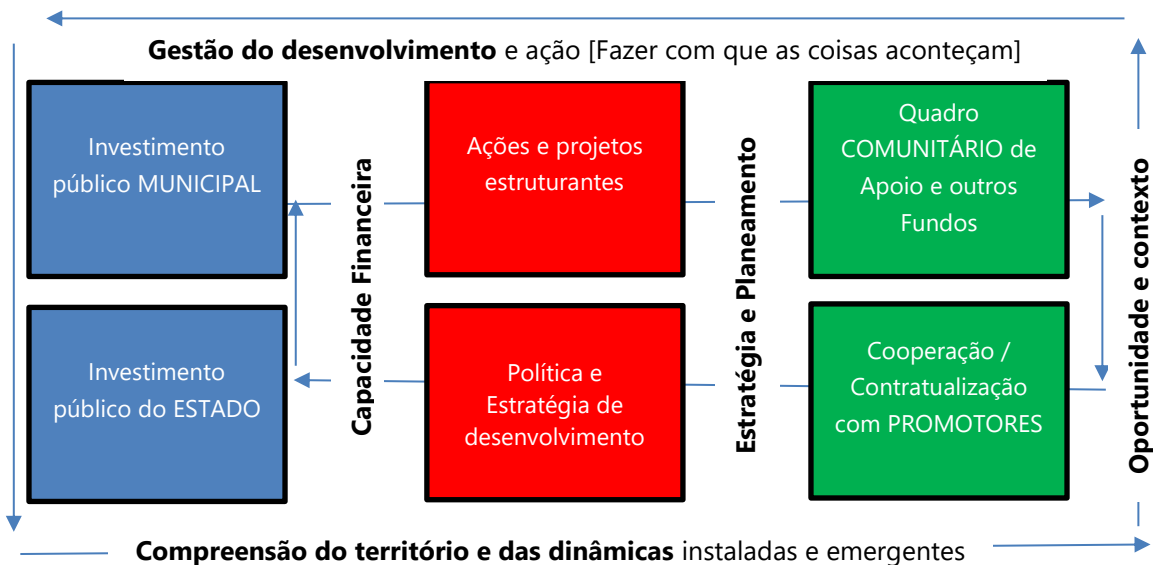 Gestão do desenvolvimento e ação [Fazer com que as coisas aconteçam]
Investimento
público MUNICIPAL
Capacidade Financeira
Ações e projetos
estruturantes
Estratégia e Planeamento
Quadro
COMUNITÁRIO de
Apoio e outros
Fundos
Oportunidade e contexto
Investimento
público do ESTADO
Política e
Estratégia de
desenvolvimento
Cooperação /
Contratualização
com PROMOTORES
Compreensão do território e das dinâmicas instaladas e emergentes